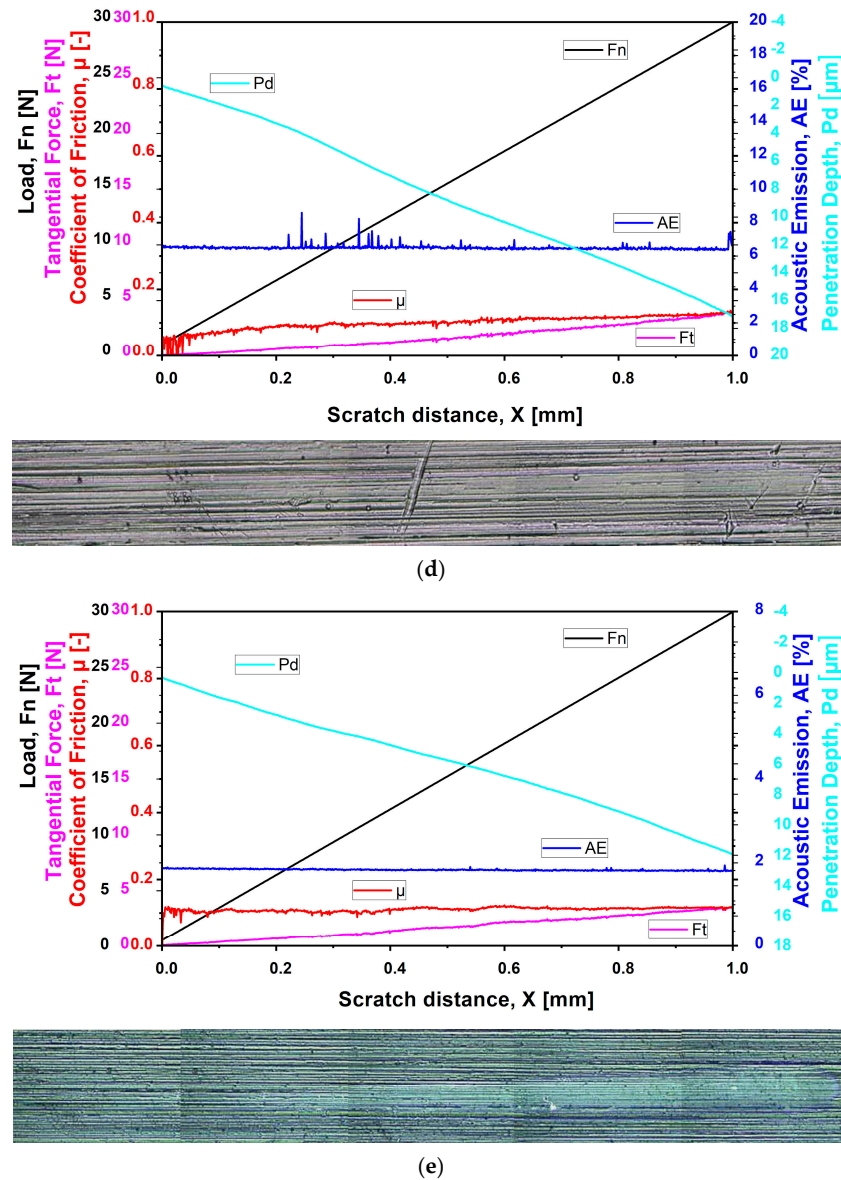 Load, Fn [N]
Tangential Force, Ft [N]
Coefficient of Friction, µ [-]
30 30 1.0
25 25 0.8
20 20 0.6
15 15
10 10 0.4
5 5 0.2
0 0 0.0
Fn
Pd
AE
µ
Ft
20 -4
18 -2
16 0
14 2
12 4
10 6
8 8
6 10
4 12
2 14
0 16
18
20
Acoustic Emission, AE [%]
Penetration Depth, Pd [µm]
0.0 0.2 0.4 0.6 0.8 1.0
Scratch distance, X [mm]
(d)
Load, Fn [N]
Tangential Force, Ft [N]
Coefficient of Friction, µ [-]
30 30 1.0
25 25 0.8
20 20 0.6
15 15
10 10 0.4
5 5 0.2
0 0 0.0
Fn
Pd
AE
µ
Ft
8 -4
6 -2
4 0
2 2
0 4
6
8
10
12
13
14
16
18
Acoustic Emission, AE [%]
Penetration Depth, Pd [µm]
0.0 0.2 0.4 0.6 0.8 1.0
Scratch distance, X [mm]
(e)